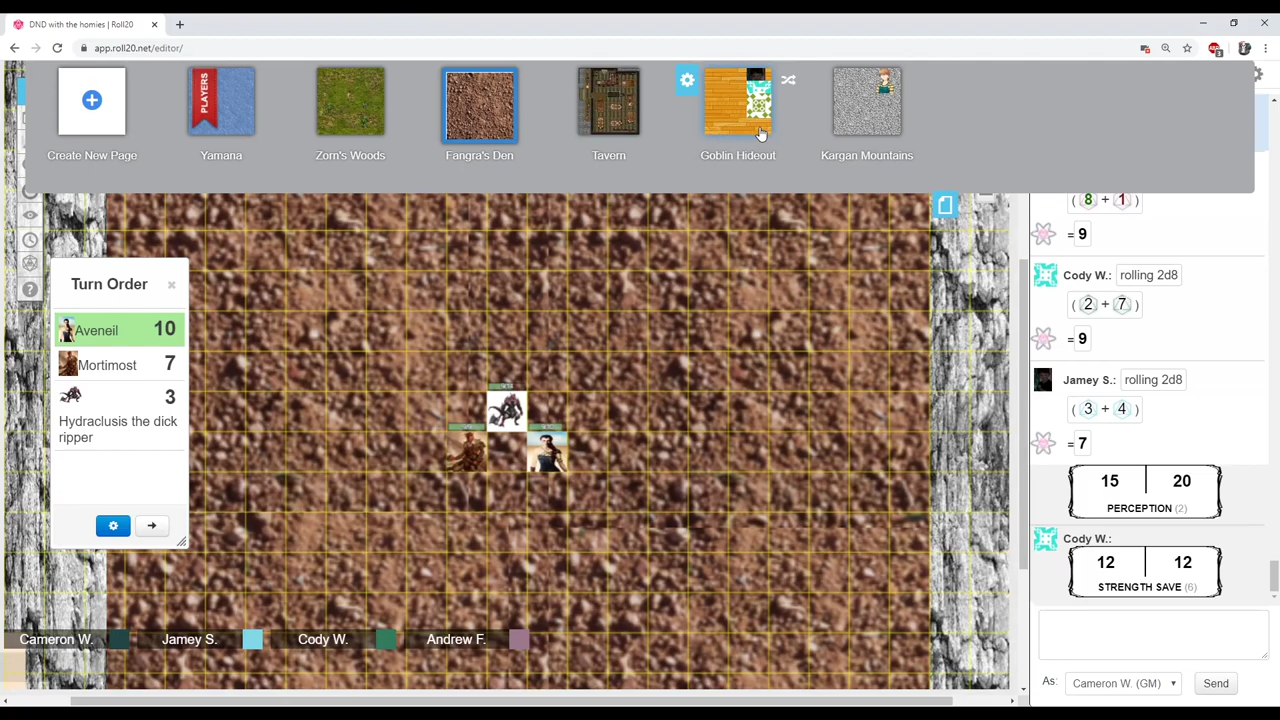 DND with the homies | Roll20
app.roll20.net/editor/
PLAYERS
Create New Page
Yamana
Zorn's Woods
Fangra's Den
Tavern
Goblin Hideout
Kargan Mountains
Turn Order
Aveneil 10
Mortimost 7
3
Hydraclusis the dick
ripper
(8 + 1)
= 9
Cody W.: rolling 2d8
(2 + 7)
= 9
Jamey S.: rolling 2d8
(3 + 4)
= 7
15 20
PERCEPTION (2)
Cody W.:
12 12
STRENGTH SAVE (6)
Cameron W. Jamey S. Cody W. Andrew F.
As: Cameron W. (GM) Send